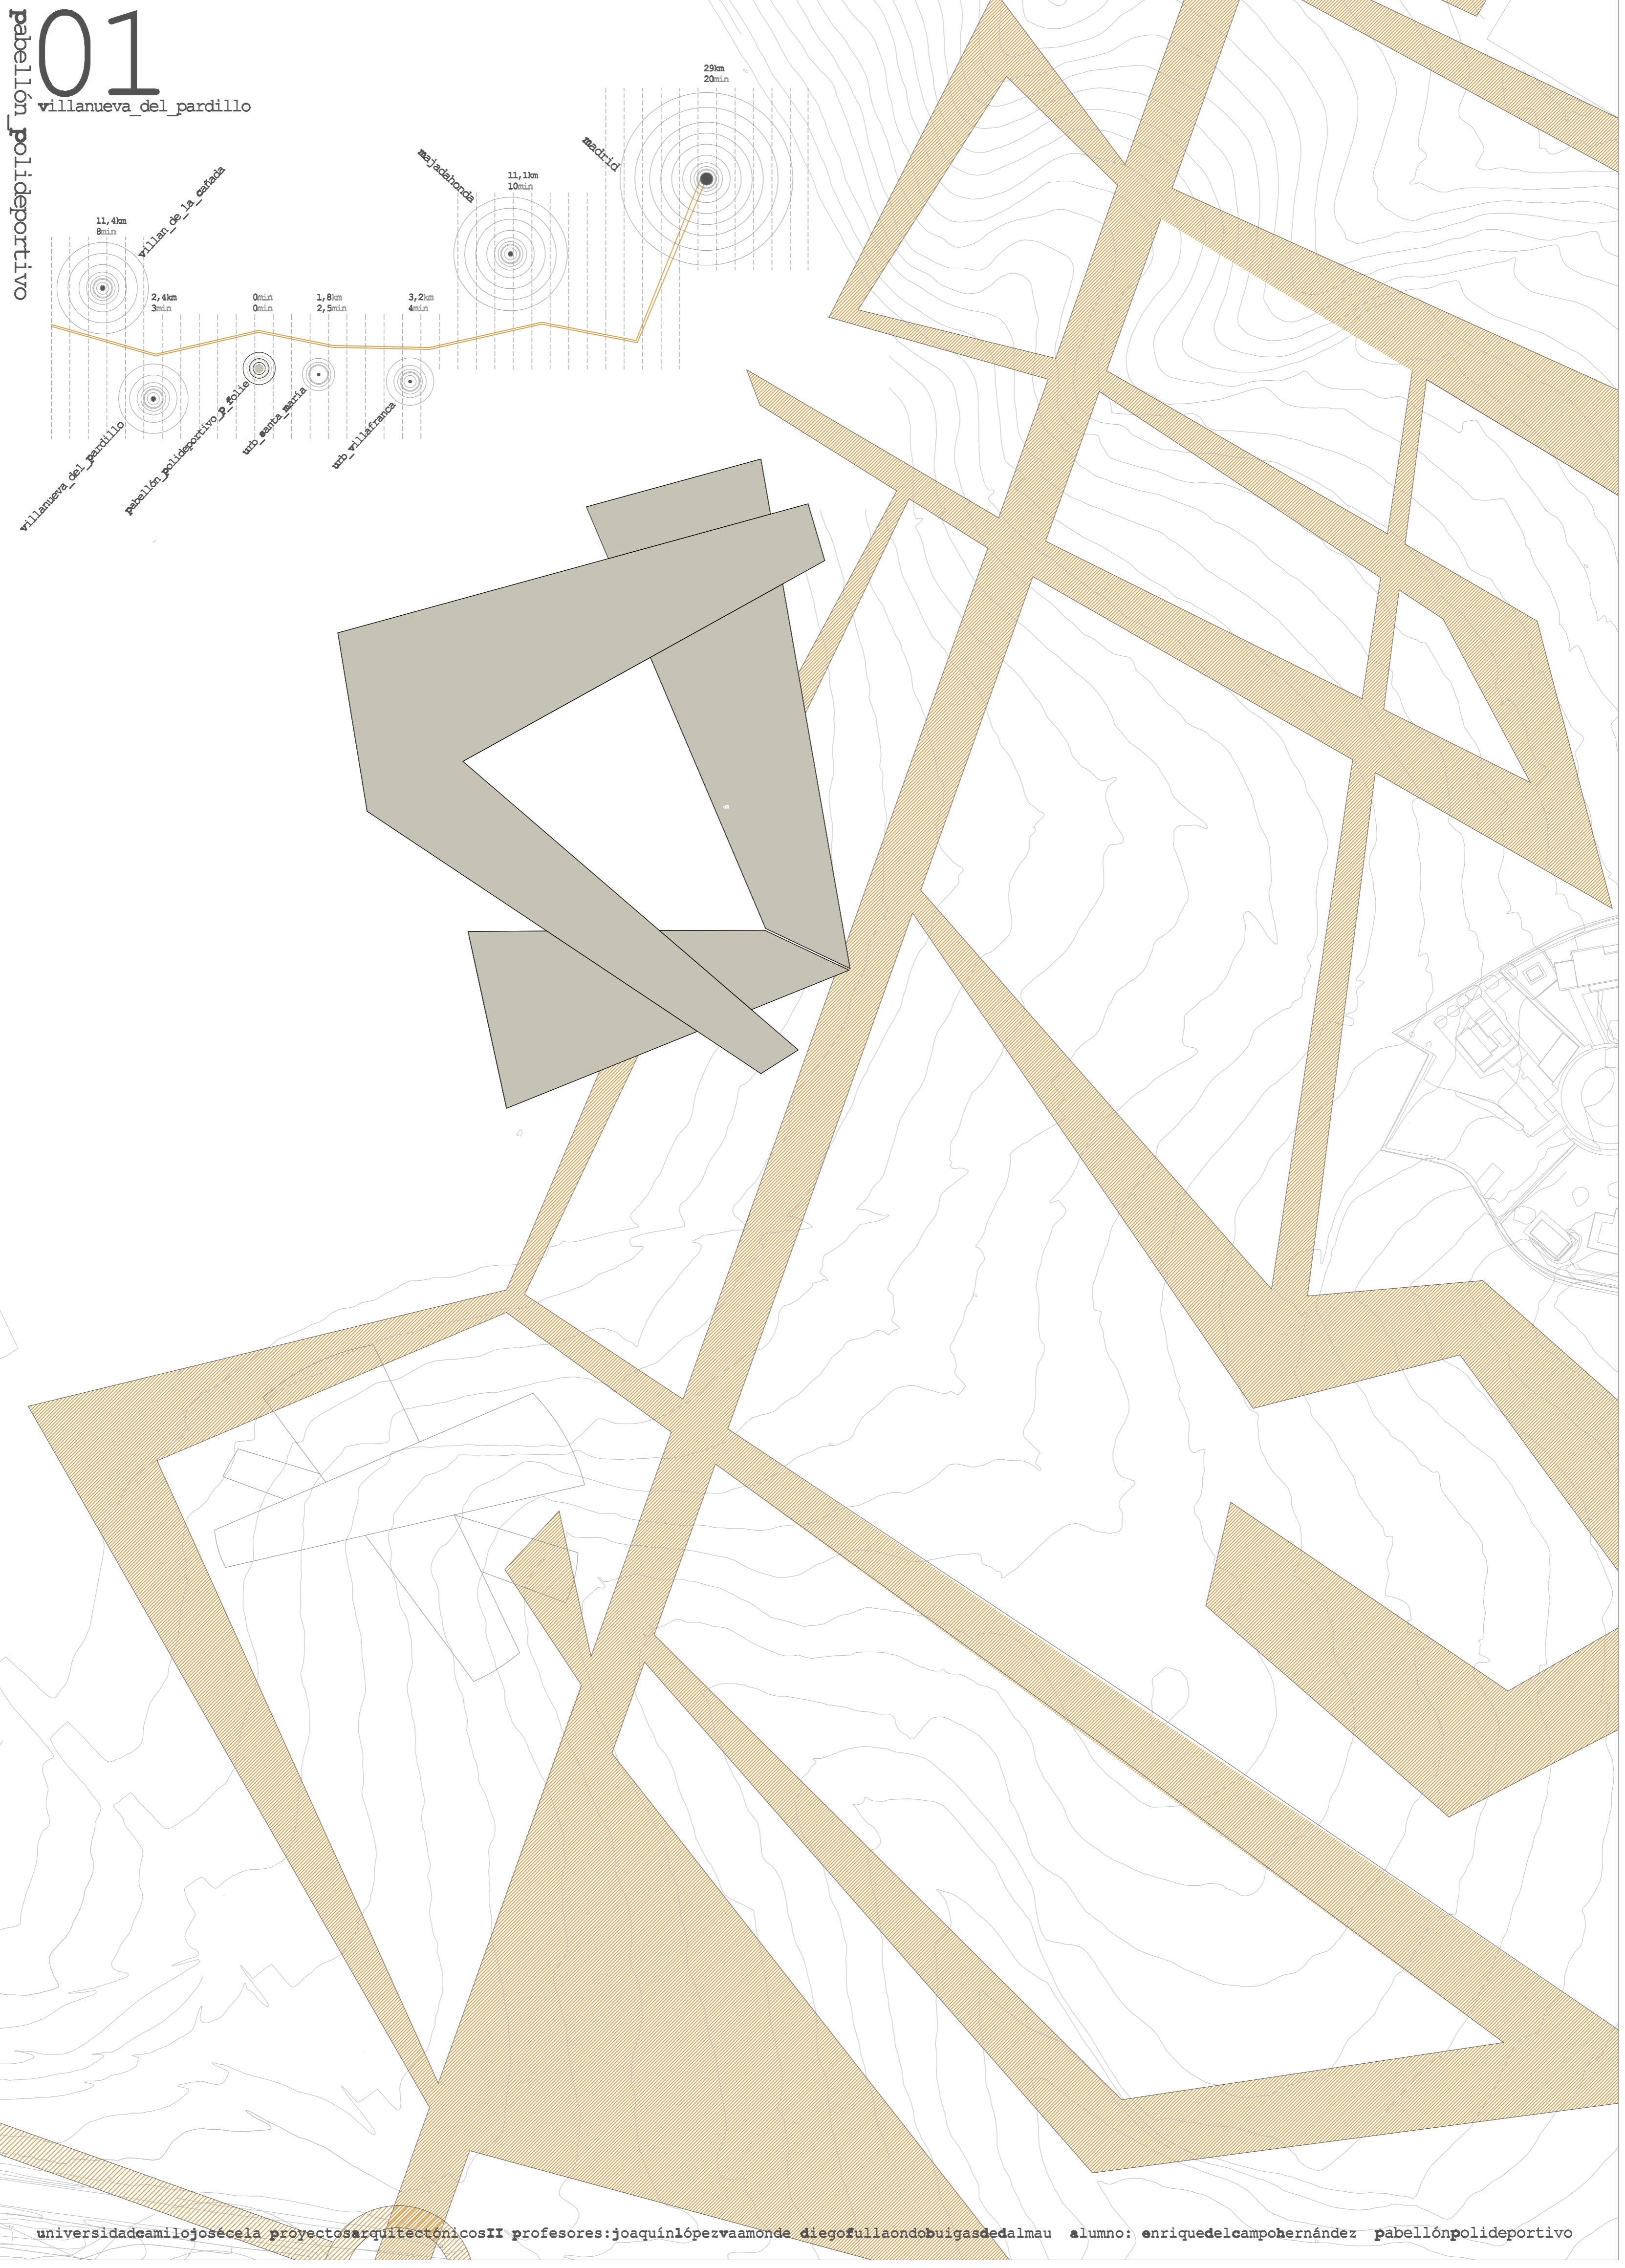 01
pabellón_polideportivo
villanueva_del_pardillo
29km
20min
madrid
majadahonda
11,1km
10min
villan_de_la_cañada
11,4km
8min
2,4km
3min
0min
0min
1,8km
2,5min
3,2km
4min
villanueva_del_pardillo
pabellón_polideportivo_p_folie
urb_santa_maría
urb_villafranca
universidadcamilojosécela proyectosarquitectónicosII profesores:joaquínlópezvaamonde diegofullaondobuigasdedalmau alumno: enriquedelcampohernández pabellónpolideportivo